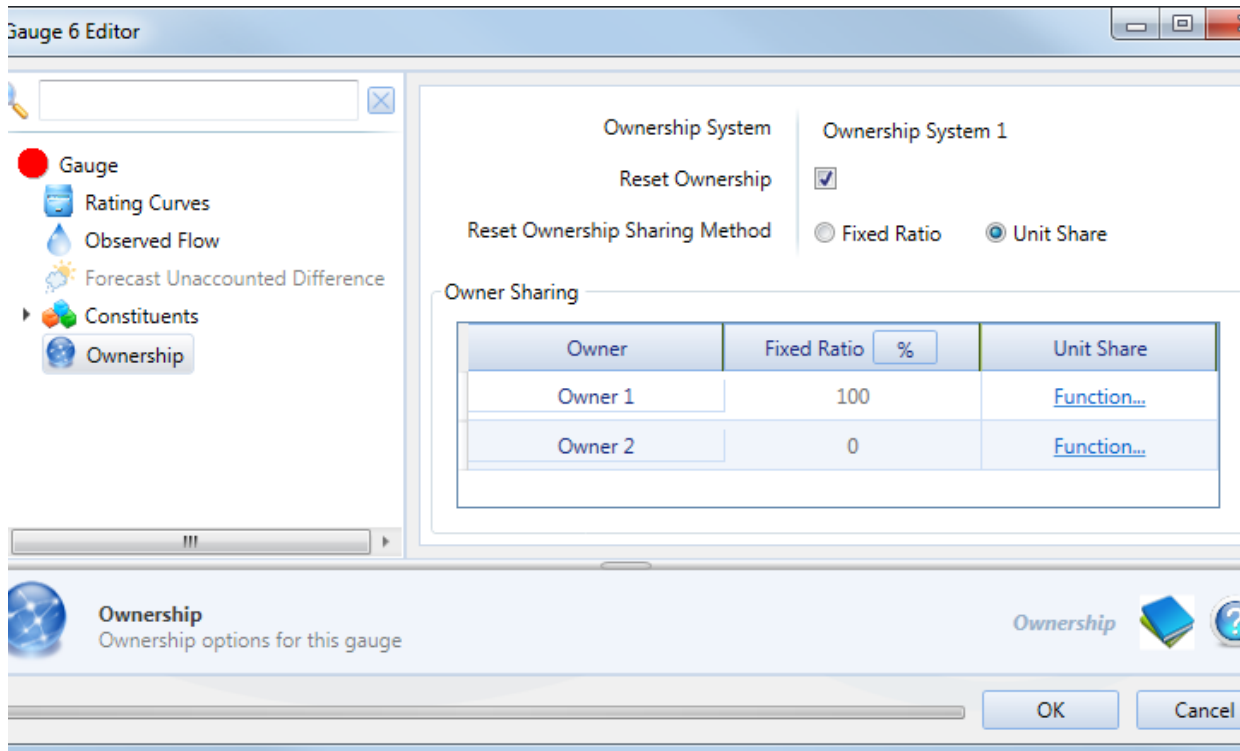 Gauge 6 Editor
Gauge
Rating Curves
Observed Flow
Forecast Unaccounted Difference
Constituents
Ownership
Ownership System Ownership System 1
Reset Ownership
Reset Ownership Sharing Method Fixed Ratio Unit Share
Owner Sharing
Owner Fixed Ratio % Unit Share
Owner 1 100 Function...
Owner 2 0 Function...
Ownership
Ownership options for this gauge
Ownership
OK Cancel